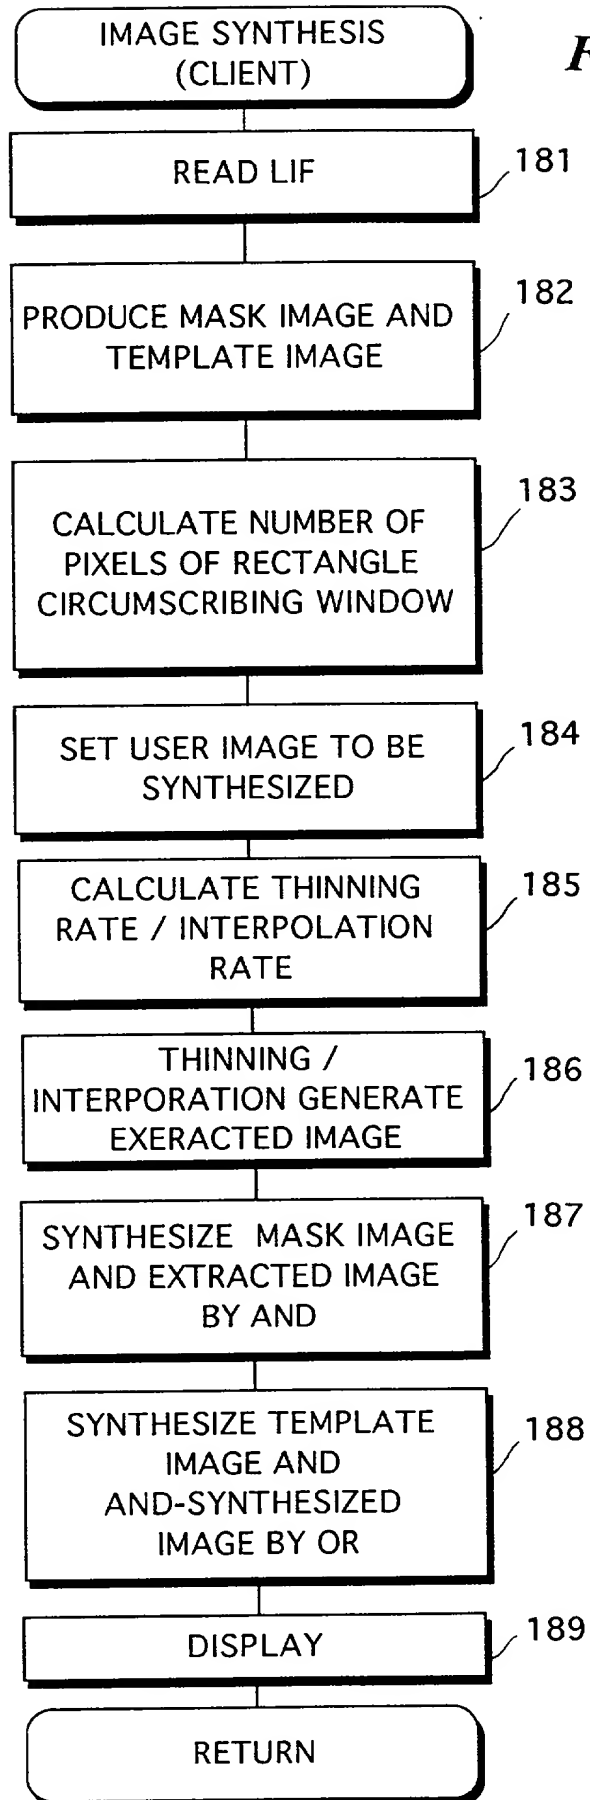 IMAGE SYNTHESIS
(CLIENT)
F
READ LIF
181
PRODUCE MASK IMAGE AND
TEMPLATE IMAGE
182
CALCULATE NUMBER OF
PIXELS OF RECTANGLE
CIRCUMSCRIBING WINDOW
183
SET USER IMAGE TO BE
SYNTHESIZED
184
CALCULATE THINNING
RATE / INTERPOLATION
RATE
185
THINNING /
INTERPORATION GENERATE
EXERACTED IMAGE
186
SYNTHESIZE MASK IMAGE
AND EXTRACTED IMAGE
BY AND
187
SYNTHESIZE TEMPLATE
IMAGE AND
AND-SYNTHESIZED
IMAGE BY OR
188
DISPLAY
189
RETURN